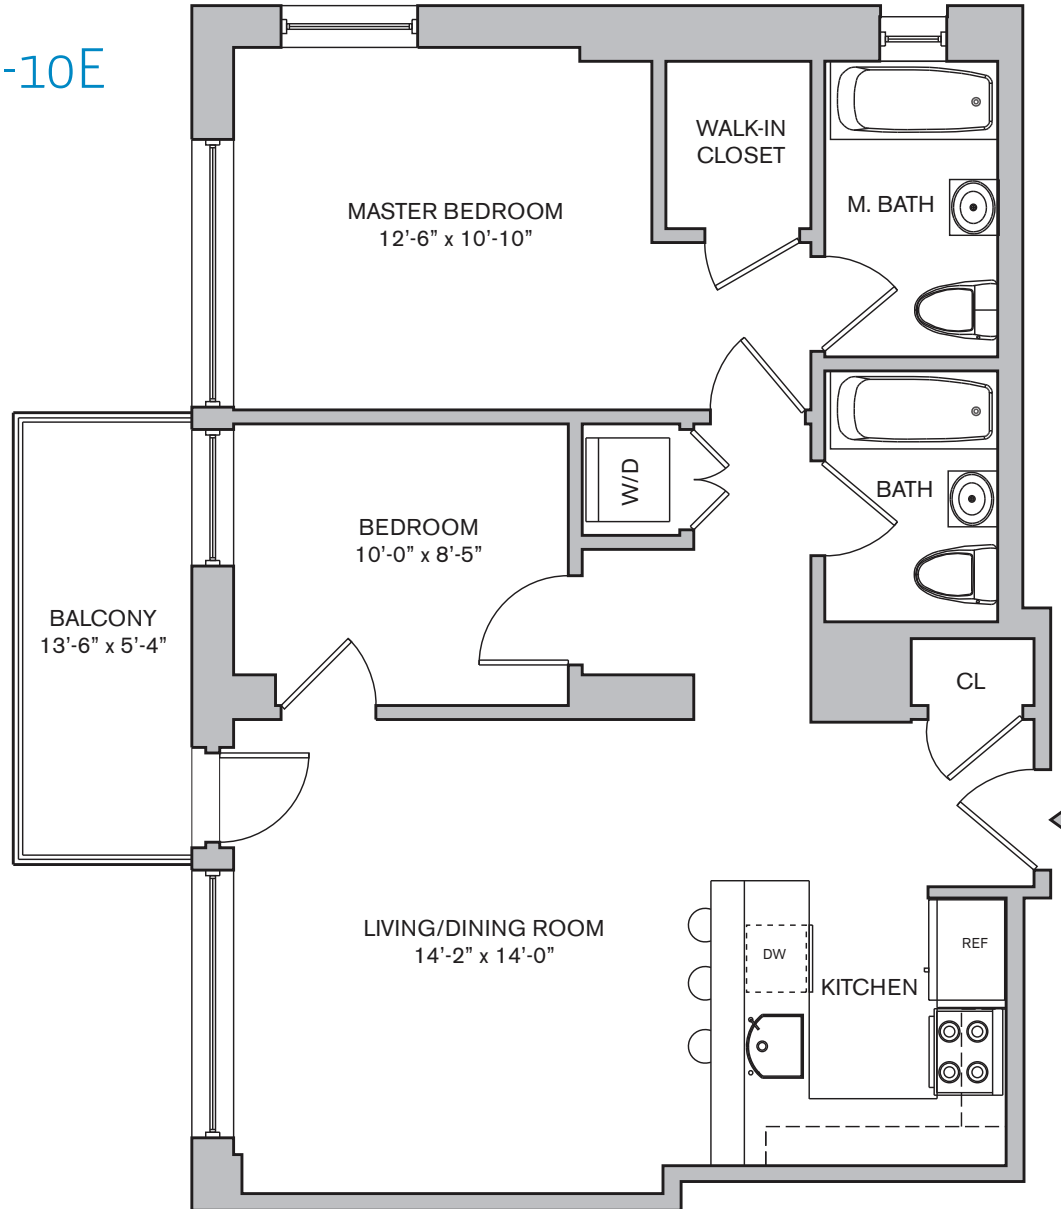 -10E
WALK-IN
CLOSET
M. BATH
MASTER BEDROOM
12'-6” x 10'-10”
W/D
BATH
BEDROOM
10'-0” x 8'-5”
BALCONY
13'-6” x 5'-4”
CL
LIVING/DINING ROOM
14'-2” x 14'-0”
DW
REF
KITCHEN